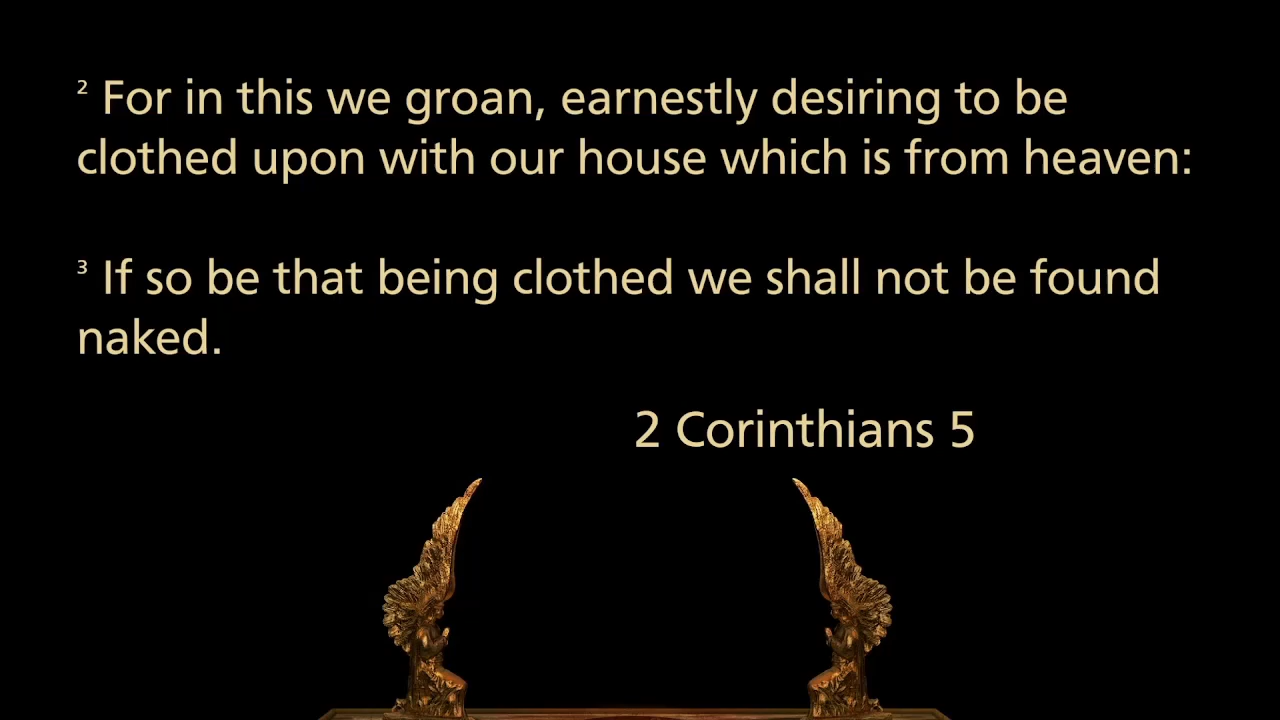 ² For in this we groan, earnestly desiring to be
clothed upon with our house which is from heaven:
³ If so be that being clothed we shall not be found
naked.
2 Corinthians 5